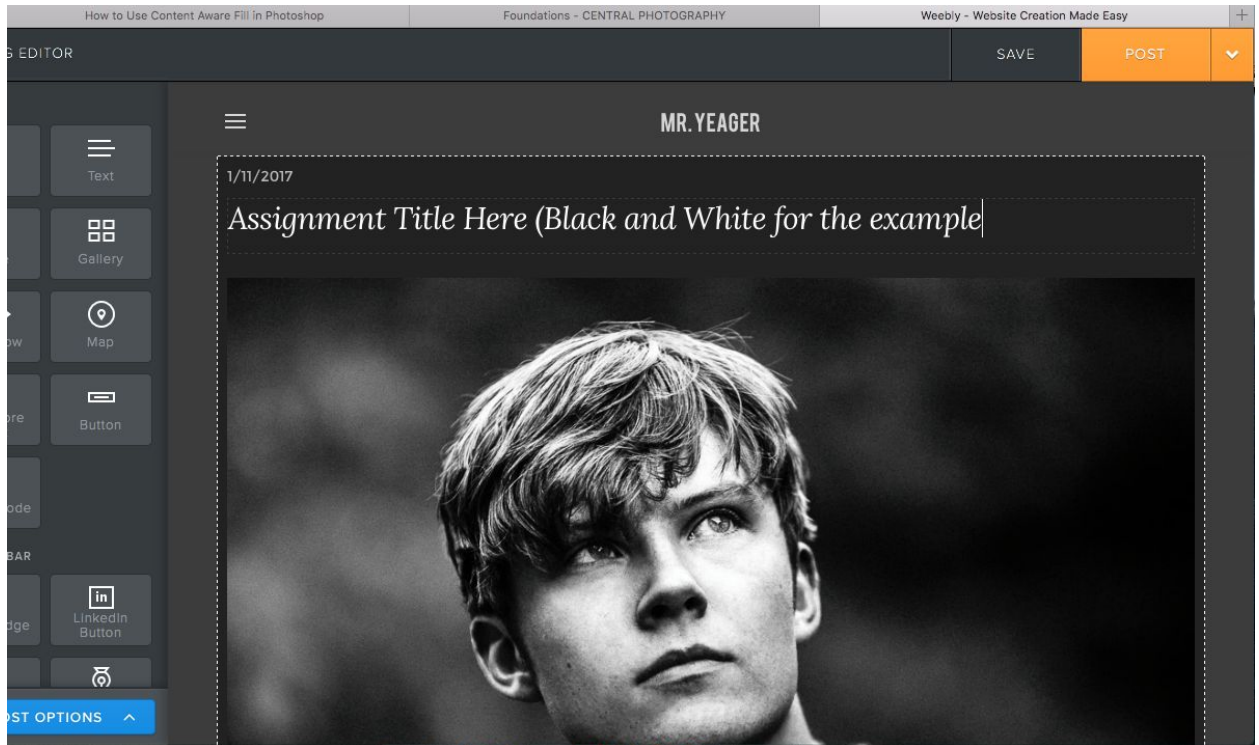 How to Use Content Aware Fill in Photoshop
Foundations - CENTRAL PHOTOGRAPHY
Weebly - Website Creation Made Easy
EDITOR
SAVE
POST
MR. YEAGER
Text
1/11/2017
Assignment Title Here (Black and White for the example
Gallery
Map
Button
LinkedIn
Button
OPTIONS